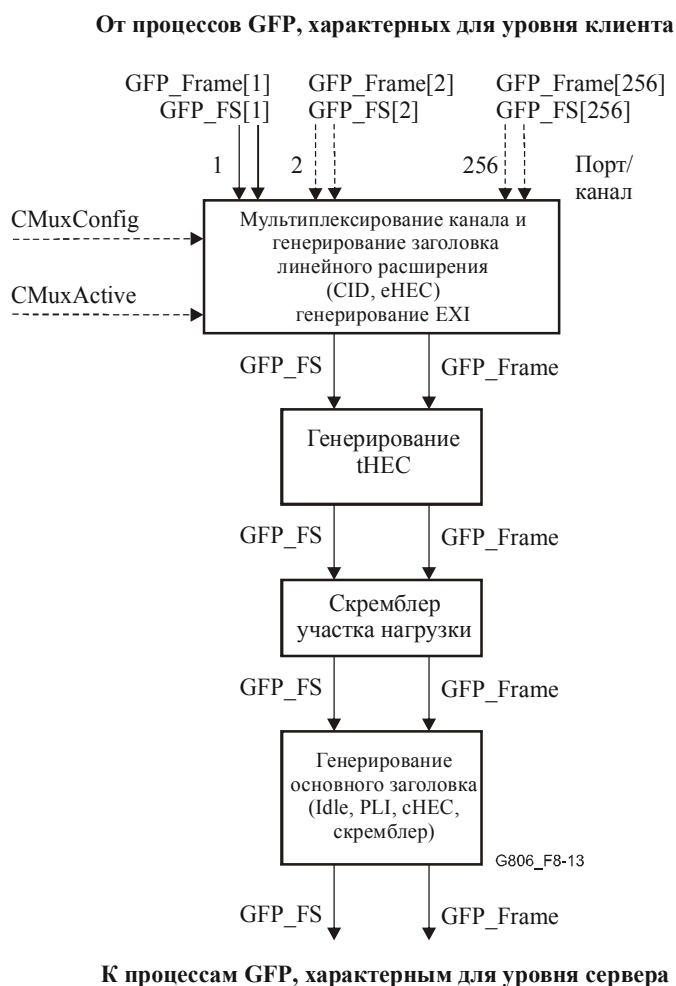 От процессов GFP, характерных для уровня клиента
GFP_Frame[1] GFP_Frame[2] GFP_Frame[256]
GFP_FS[1] GFP_FS[2] GFP_FS[256]
1 2 256 Порт/
канал
CMuxConfig
CMuxActive
Мультиплексирование канала и
генерирование заголовка
линейного расширения
(CID, eHEC)
генерирование EXI
GFP_FS GFP_Frame
Генерирование
tHEC
GFP_FS GFP_Frame
Скремблер
участка нагрузки
GFP_FS GFP_Frame
Генерирование
основного заголовка
(Idle, PLI, cHEC,
скремблер)
G806_F8-13
GFP_FS GFP_Frame
К процессам GFP, характерным для уровня сервера